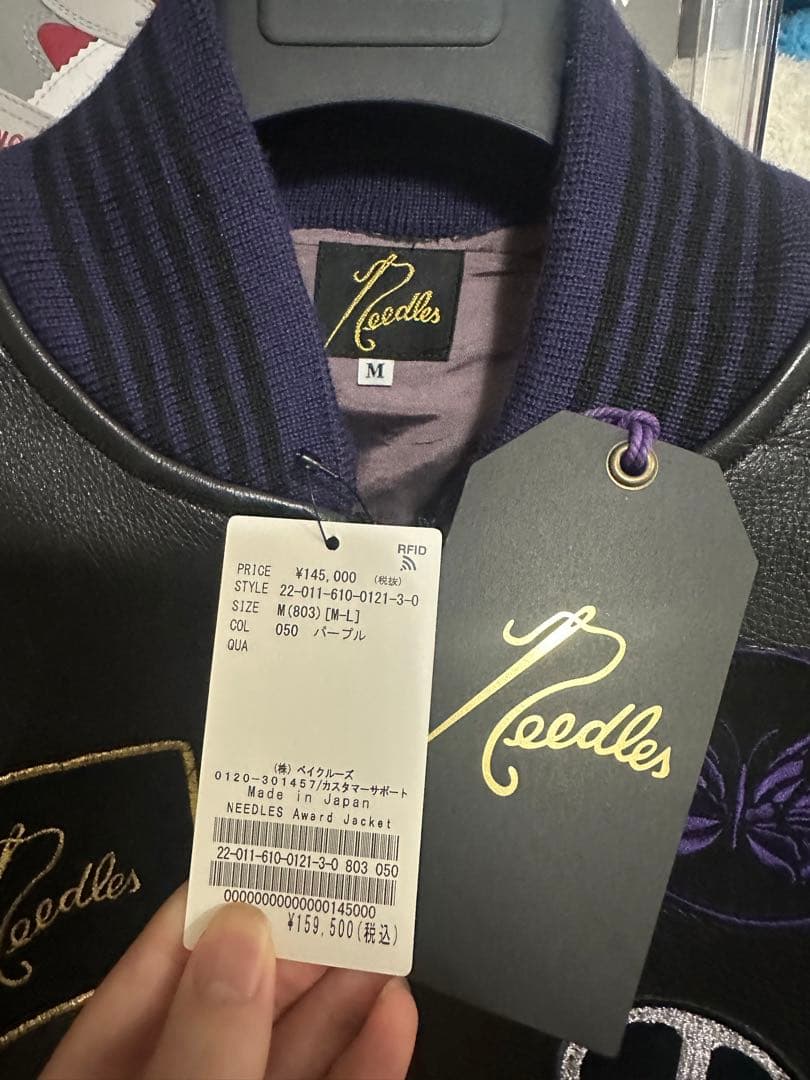 Needles
M
RFID
PRICE ¥145,000 (税抜)
STYLE 22-011-610-0121-3-0
SIZE M(803)[M-L]
COL 050 パープル
QUA
(株) ベイクルーズ
0120-301457/カスタマーサポート
Made in Japan
NEEDLES Award Jacket
22-011-610-0121-3-0 803 050
0000000000000145000
¥159,500(税込)
Needles
Needles